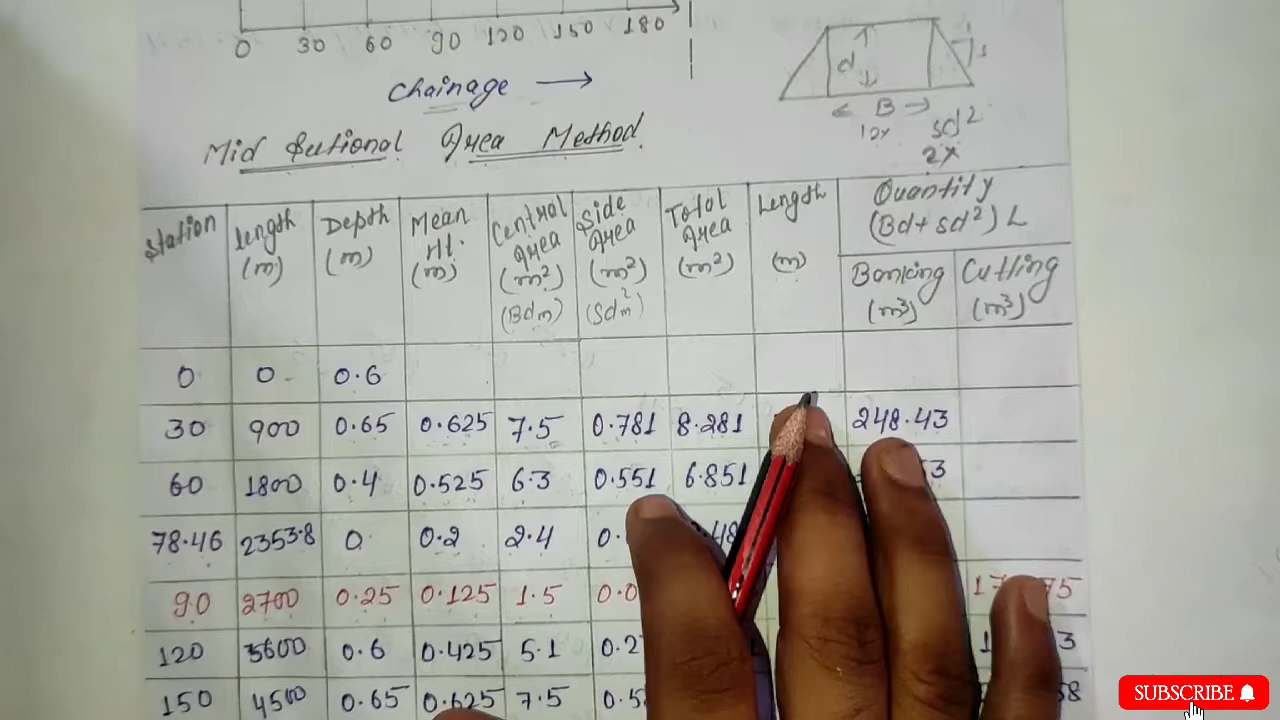 0 30 60 90 120 150 180
Chainage
d
B
12x
sd²
2x
Mid Sectional Area Method
Station
Length (m)
Depth (m)
Mean Ht. (m)
Central Area (m²) (Bdm)
Side Area (m²) (Sdm²)
Total Area (m²)
Length (m)
Quantity (Bd + sd²) L
Banking (m³)
Cutting (m³)
0 0 0.6
30 900 0.65 0.625 7.5 0.781 8.281 248.43
60 1800 0.4 0.525 6.3 0.551 6.851
78.46 2353.8 0 0.2 2.4
90 2700 0.25 0.125 1.5
120 3600 0.6 0.425 5.1
150 4500 0.65 0.625 7.5
SUBSCRIBE